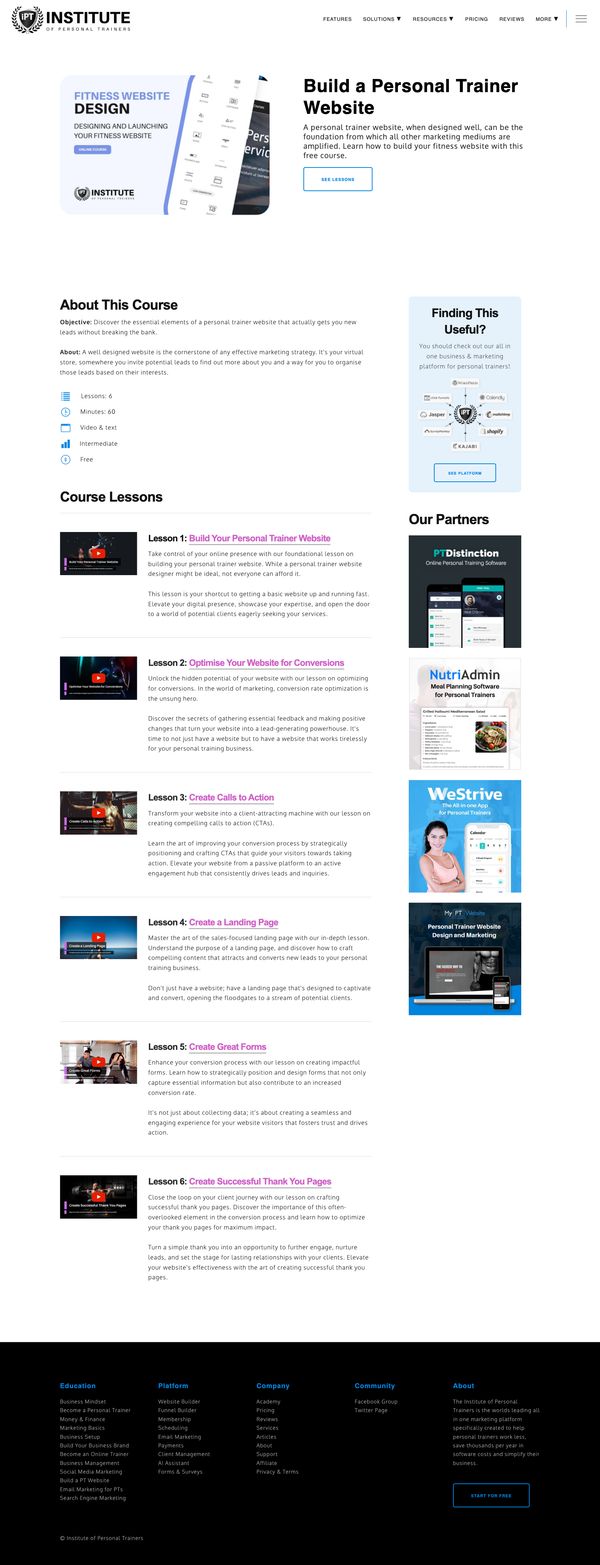 IPT INSTITUTE
OF PERSONAL TRAINERS
FEATURES
SOLUTIONS ▼
RESOURCES ▼
PRICING
REVIEWS
MORE ▼
FITNESS WEBSITE
DESIGN
DESIGNING AND LAUNCHING
YOUR FITNESS WEBSITE
ONLINE COURSE
INSTITUTE
OF PERSONAL TRAINERS
Build a Personal Trainer
Website
A personal trainer website, when designed well, can be the
foundation from which all other marketing mediums are
amplified. Learn how to build your fitness website with this
free course.
SEE LESSONS
About This Course
Objective: Discover the essential elements of a personal trainer website that actually gets you new
leads without breaking the bank.
About: A well designed website is the cornerstone of any effective marketing strategy. It's your virtual
store, somewhere you invite potential leads to find out more about you and a way for you to organise
those leads based on their interests.
Lessons: 6
Minutes: 60
Video & text
Intermediate
Free
Course Lessons
Build Your Personal Trainer Website
Lesson 1: Build Your Personal Trainer Website
Take control of your online presence with our foundational lesson on
building your personal trainer website. While a personal trainer website
designer might be ideal, not everyone can afford it.
This lesson is your shortcut to getting a basic website up and running fast.
Elevate your digital presence, showcase your expertise, and open the door
to a world of potential clients eagerly seeking your services.
Optimise Your Website for Conversions
Lesson 2: Optimise Your Website for Conversions
Unlock the hidden potential of your website with our lesson on optimizing
for conversions. In the world of marketing, conversion rate optimization is
the unsung hero.
Discover the secrets of gathering essential feedback and making positive
changes that turn your website into a lead-generating powerhouse. It's
time to not just have a website but to have a website that works tirelessly
for your personal training business.
Create Calls to Action
Lesson 3: Create Calls to Action
Transform your website into a client-attracting machine with our lesson on
creating compelling calls to action (CTAs).
Learn the art of improving your conversion process by strategically
positioning and crafting CTAs that guide your visitors towards taking
action. Elevate your website from a passive platform to an active
engagement hub that consistently drives leads and inquiries.
Create a Landing Page
Lesson 4: Create a Landing Page
Master the art of the sales-focused landing page with our in-depth lesson.
Understand the purpose of a landing page, and discover how to craft
compelling content that attracts and converts new leads to your personal
training business.
Don't just have a website; have a landing page that's designed to captivate
and convert, opening the floodgates to a stream of potential clients.
Create Great Forms
Lesson 5: Create Great Forms
Enhance your conversion process with our lesson on creating impactful
forms. Learn how to strategically position and design forms that not only
capture essential information but also contribute to an increased
conversion rate.
It's not just about collecting data; it's about creating a seamless and
engaging experience for your website visitors that fosters trust and drives
action.
Create Successful Thank You Pages
Lesson 6: Create Successful Thank You Pages
Close the loop on your client journey with our lesson on crafting
successful thank you pages. Discover the importance of this often-
overlooked element in the conversion process and learn how to optimize
your thank you pages for maximum impact.
Turn a simple thank you into an opportunity to further engage, nurture
leads, and set the stage for lasting relationships with your clients. Elevate
your website's effectiveness with the art of creating successful thank you
pages.
Finding This
Useful?
You should check out our all in
one business & marketing
platform for personal trainers!
WordPress
Calendly
Jasper
IPT
mailchimp
shopify
KAJABI
SEE PLATFORM
Our Partners
PTDistinction
Online Personal Training Software
NutriAdmin
Meal Planning Software
for Personal Trainers
Grilled Halloumi Mediterranean Salad
WeStrive
The All in one App
for Personal Trainers
Calendar
My PT Website
Personal Trainer Website
Design and Marketing
Education
Business Mindset
Become a Personal Trainer
Money & Finance
Marketing Basics
Business Setup
Build Your Business Brand
Become an Online Trainer
Business Management
Social Media Marketing
Build a PT Website
Email Marketing for PTs
Search Engine Marketing
Platform
Website Builder
Funnel Builder
Membership
Scheduling
Email Marketing
Payments
Client Management
AI Assistant
Forms & Surveys
Company
Academy
Pricing
Reviews
Services
Articles
About
Support
Affiliate
Privacy & Terms
Community
Facebook Group
Twitter Page
About
The Institute of Personal
Trainers is the worlds leading all
in one marketing platform
specifically created to help
personal trainers work less,
save thousands per year in
software costs and simplify their
business.
START FOR FREE
© Institute of Personal Trainers